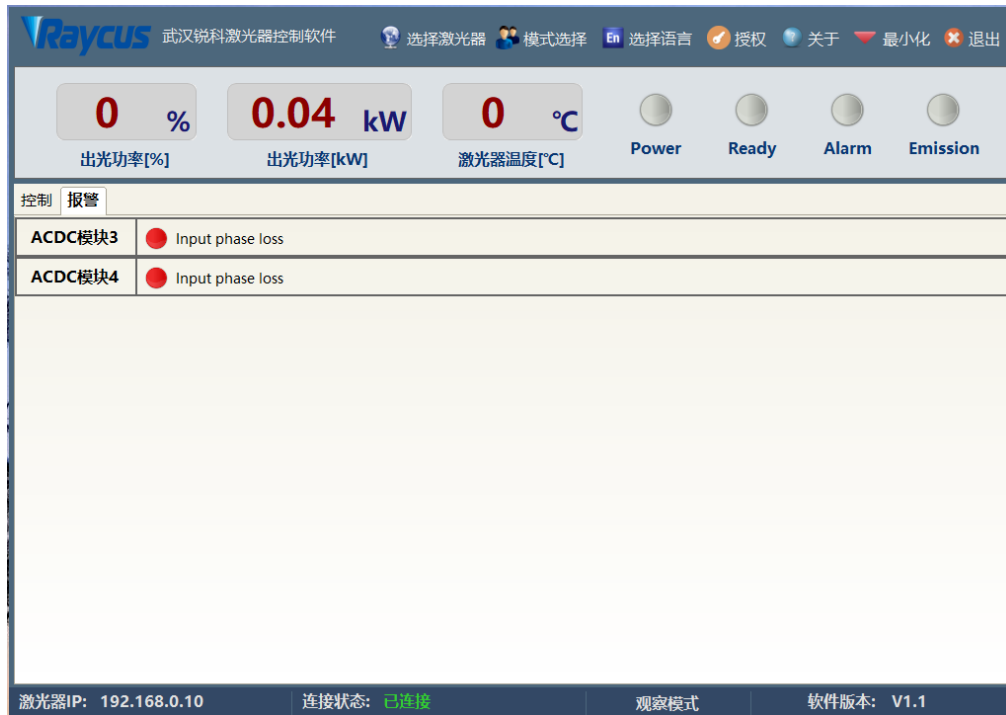 Raycus 武汉锐科激光器控制软件 选择激光器 模式选择 En 选择语言 授权 关于 最小化 退出
0 % 0.04 kW 0 ℃
出光功率[%] 出光功率[kW] 激光器温度[℃] Power Ready Alarm Emission
控制 报警
ACDC模块3 Input phase loss
ACDC模块4 Input phase loss
激光器IP: 192.168.0.10 连接状态: 已连接 观察模式 软件版本: V1.1